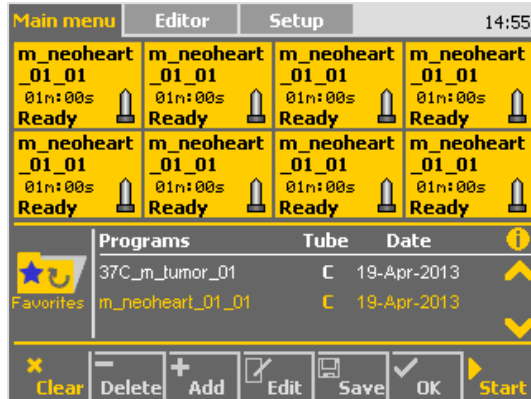 Main menu Editor Setup 14:55
m_neoheart m_neoheart m_neoheart m_neoheart
_01_01 _01_01 _01_01 _01_01
01m:00s 01m:00s 01m:00s 01m:00s
Ready Ready Ready Ready
m_neoheart m_neoheart m_neoheart m_neoheart
_01_01 _01_01 _01_01 _01_01
01m:00s 01m:00s 01m:00s 01m:00s
Ready Ready Ready Ready
Programs Tube Date i
37C_m_tumor_01 C 19-Apr-2013
Favorites m_neoheart_01_01 C 19-Apr-2013
Clear Delete Add Edit Save OK Start